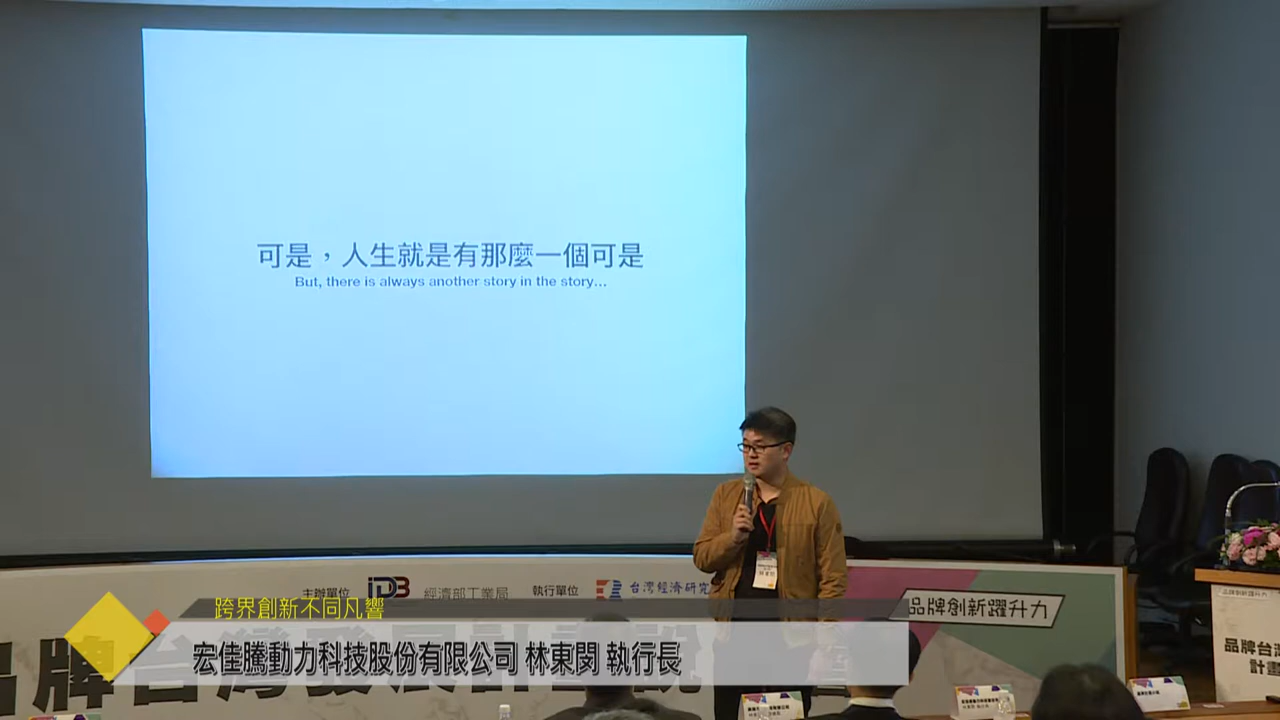 可是，人生就是有那麼一個可是
But, there is always another story in the story...
主辦單位 iDB 經濟部工業局 執行單位 台灣經濟研究
跨界創新不同凡響
品牌創新躍升力
宏佳騰動力科技股份有限公司 林東閔 執行長
品牌台灣
計畫